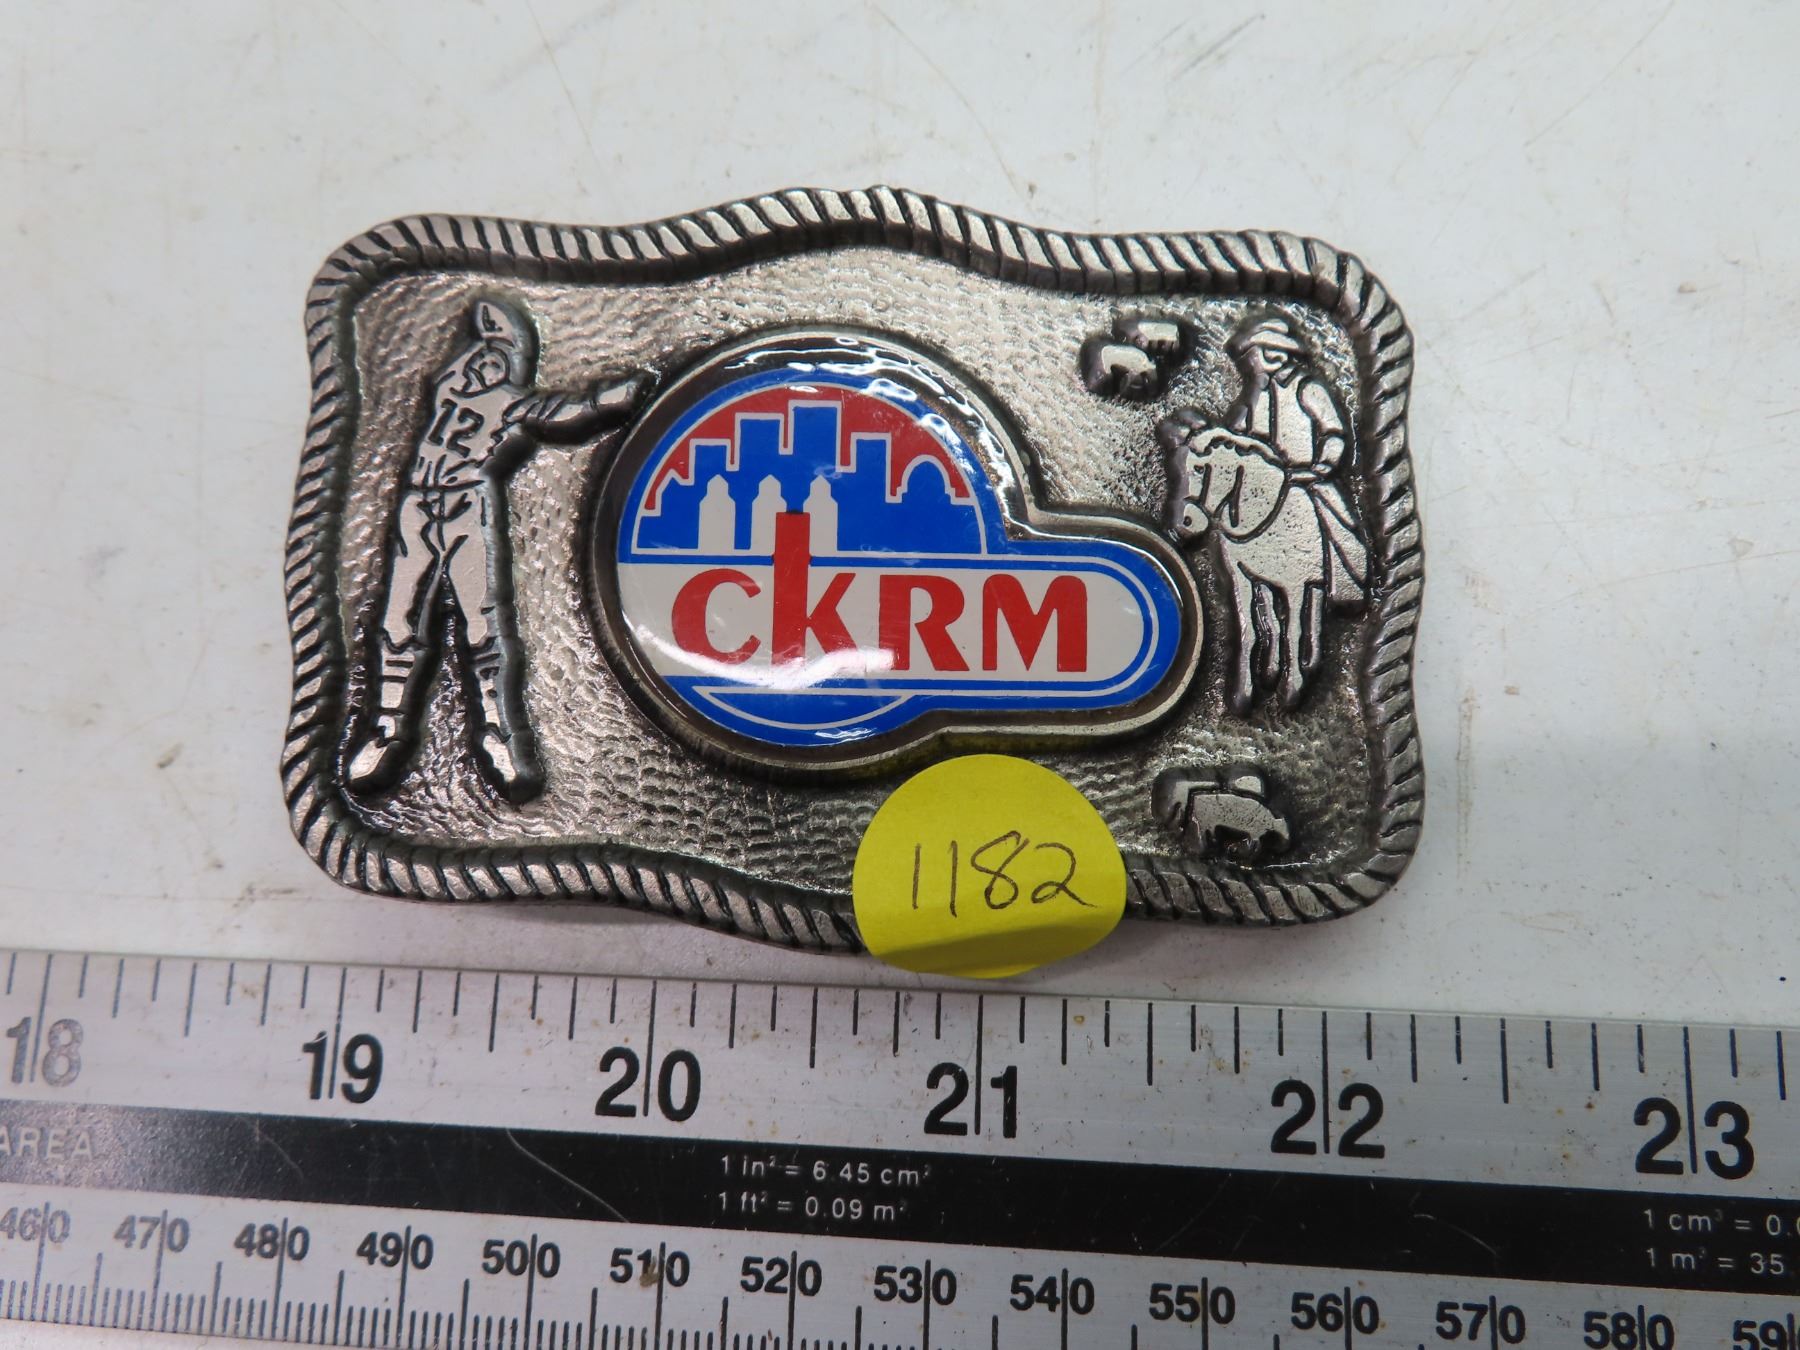 12
CKRM
1182
18 19 20 21 22 23
AREA
1 in² = 6.45 cm²
1 ft² = 0.09 m²
1 cm³ = 0.0
1 m³ = 35.
460 470 480 490 500 510 520 530 540 550 560 570 580 59